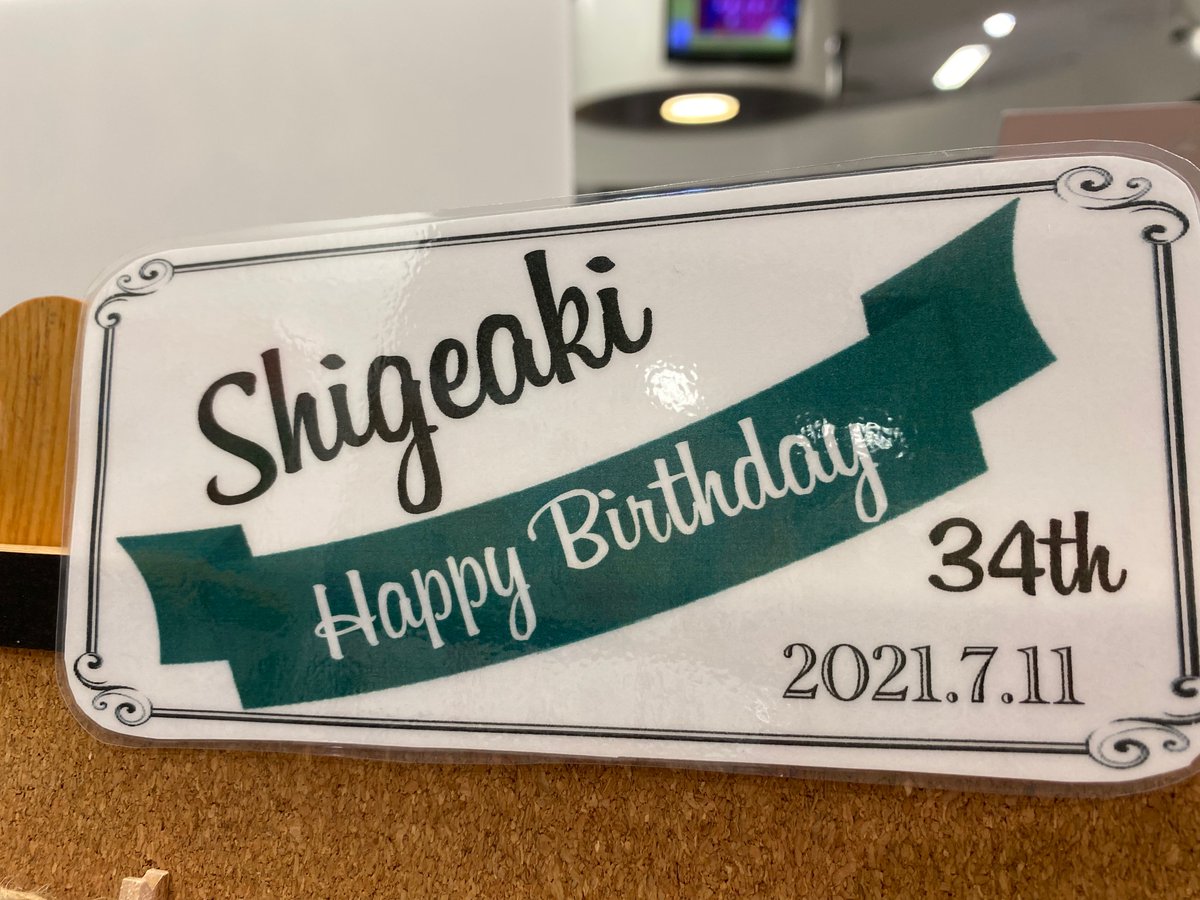 Shigeaki
Happy Birthday
34th
2021.7.11